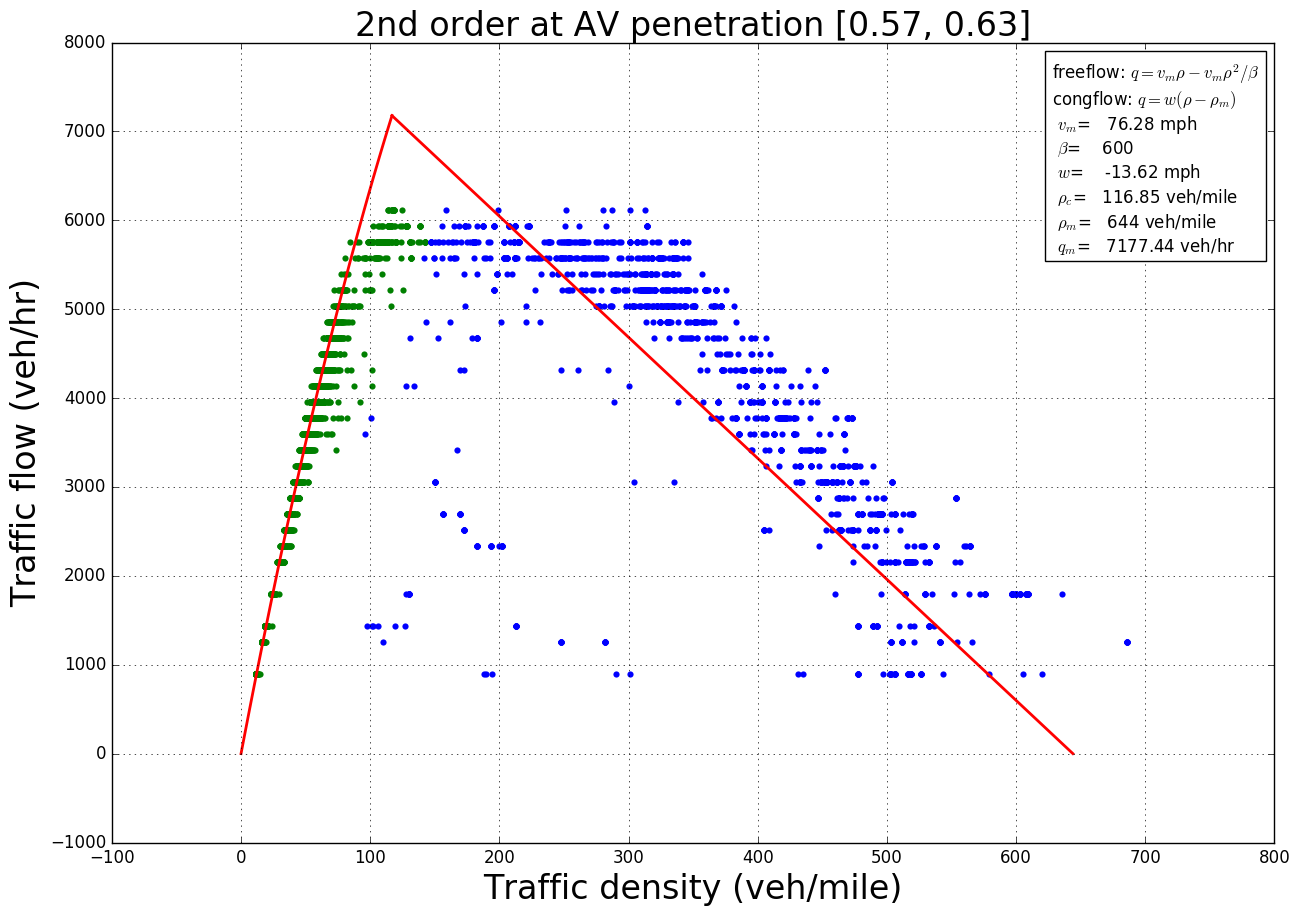 2nd order at AV penetration [0.57, 0.63]
8000
7000
6000
5000
4000
3000
2000
1000
0
−1000
Traffic flow (veh/hr)
freeflow: q = v_m ρ − v_m ρ²/β
congflow: q = w(ρ − ρ_m)
v_m= 76.28 mph
β= 600
w= -13.62 mph
ρ_c= 116.85 veh/mile
ρ_m= 644 veh/mile
q_m= 7177.44 veh/hr
−100 0 100 200 300 400 500 600 700 800
Traffic density (veh/mile)